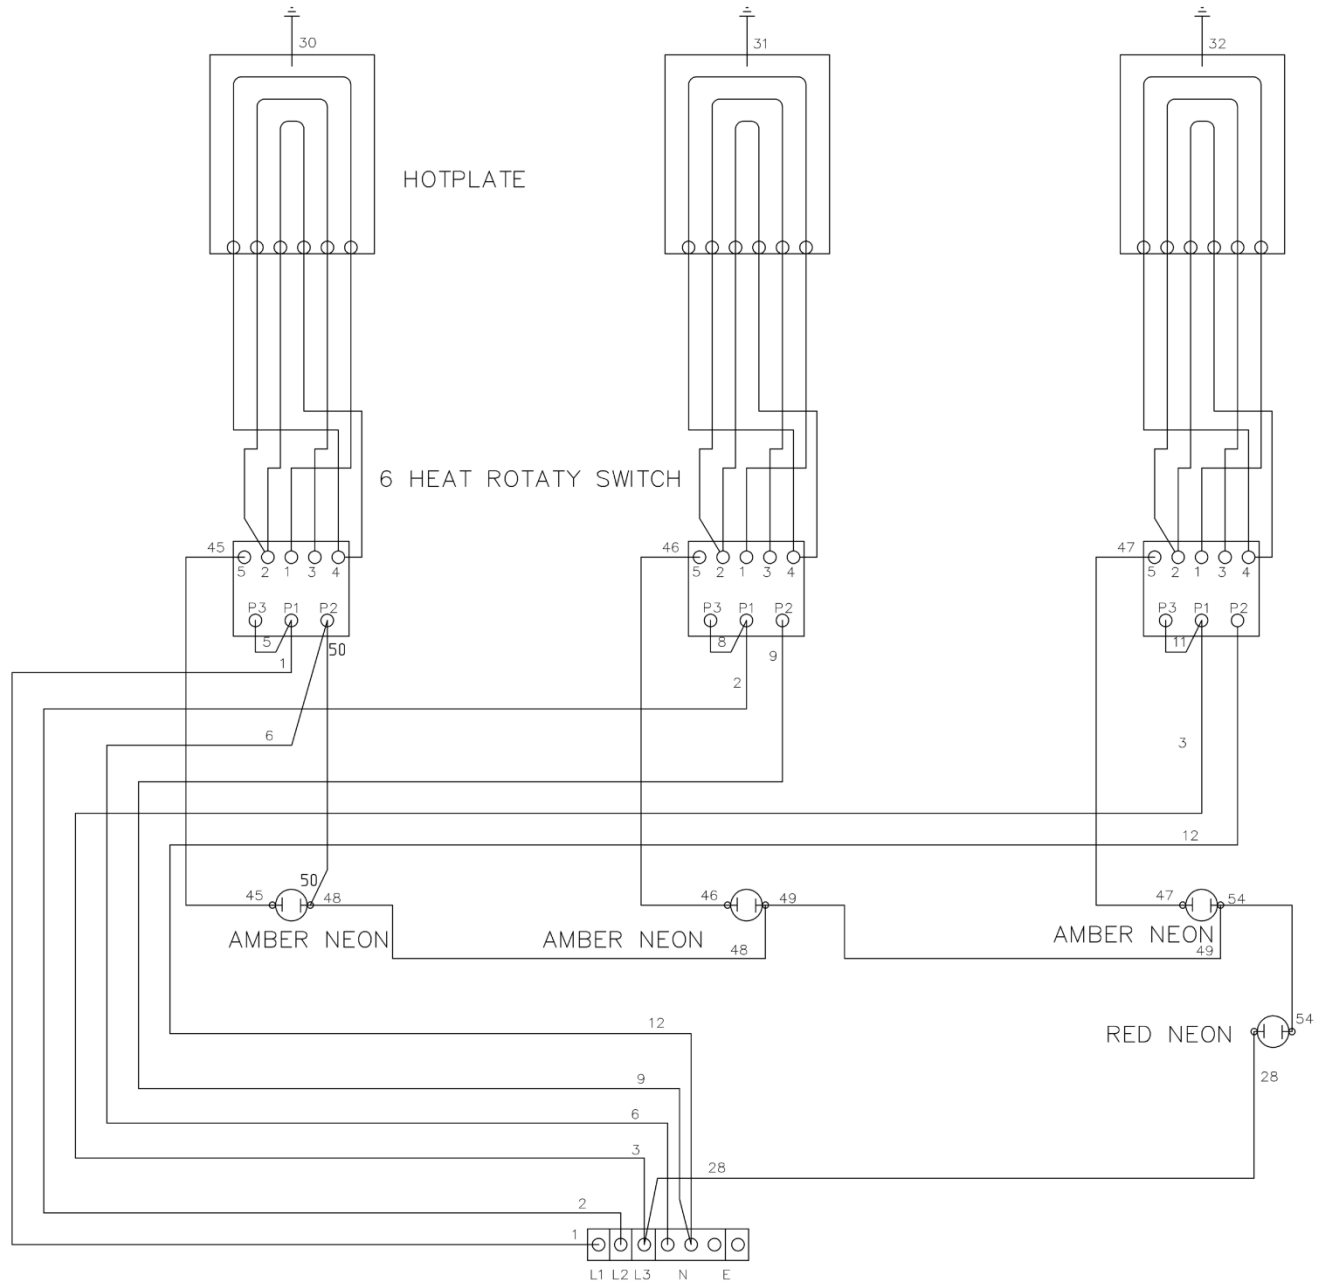 30 31 32
HOTPLATE
6 HEAT ROTATY SWITCH
45 46 47
5 2 1 3 4 5 2 1 3 4 5 2 1 3 4
P3 P1 P2 P3 P1 P2 P3 P1 P2
5 8 11
50
1 9
2
6 3
12
50
45 48 46 49 47 54
AMBER NEON AMBER NEON AMBER NEON
48 49
12 54
RED NEON
9 28
6
3
28
2
1
L1 L2 L3 N E